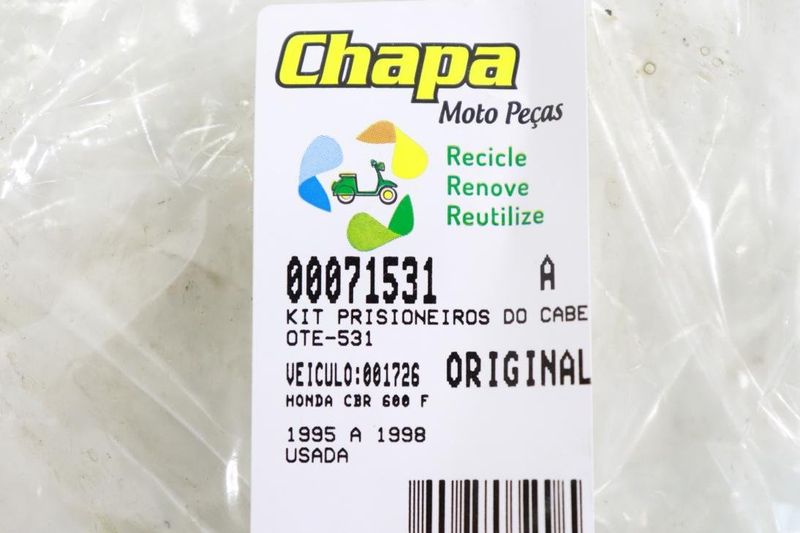 Chapa
Moto Peças
Recicle
Renove
Reutilize
00071531 A
KIT PRISIONEIROS DO CABE
OTE-531
VEICULO:001726 ORIGINAL
HONDA CBR 600 F
1995 A 1998
USADA